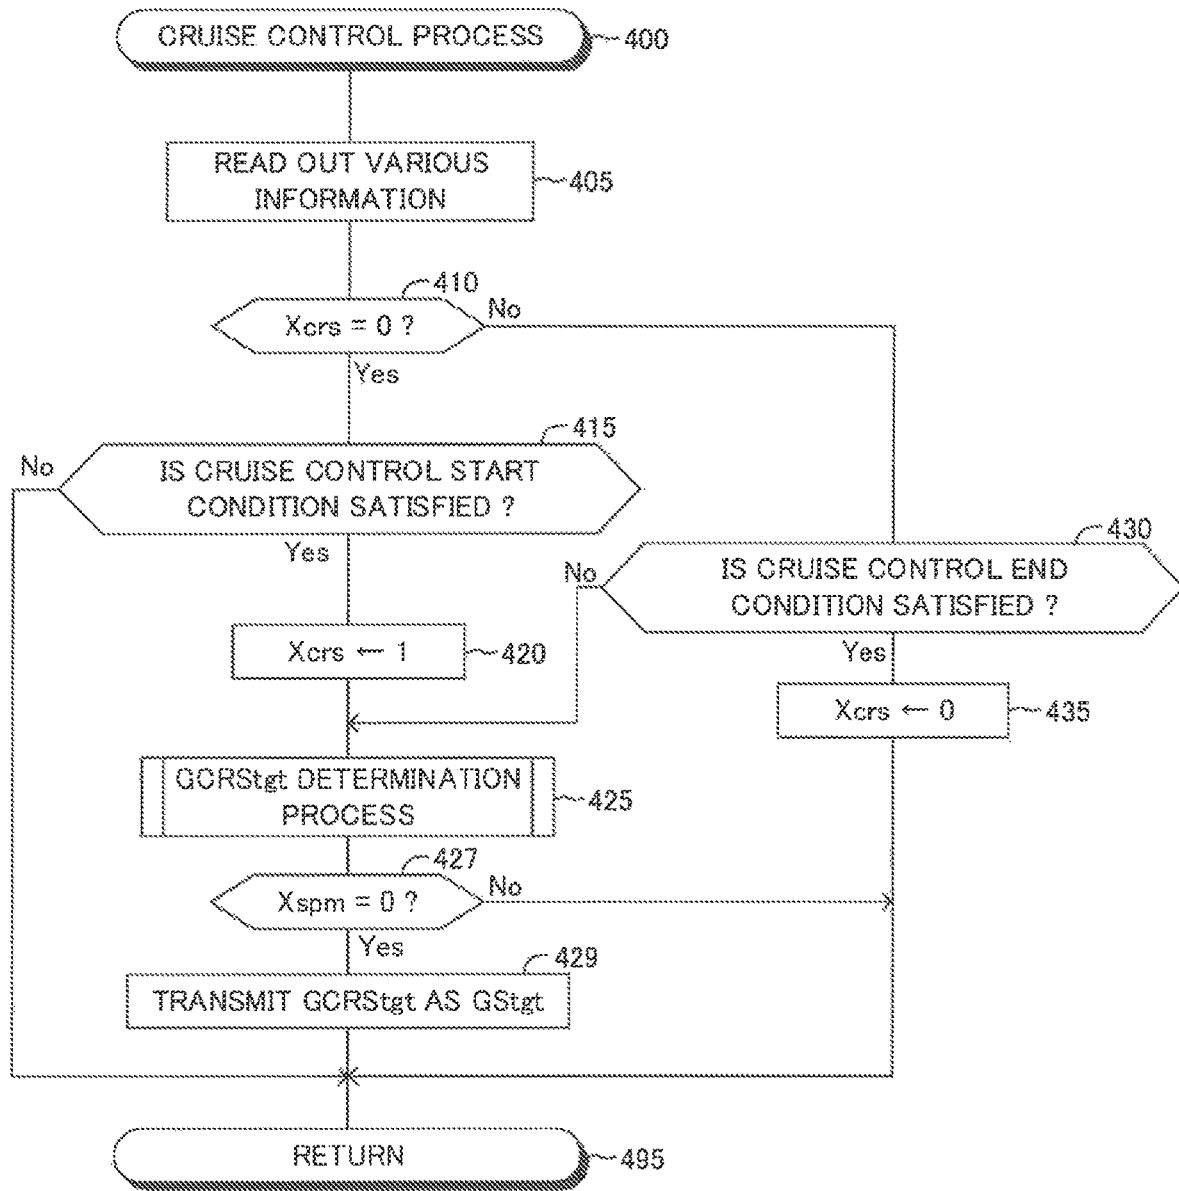 CRUISE CONTROL PROCESS
400
READ OUT VARIOUS
INFORMATION
405
410
Xcrs = 0 ?
No
Yes
415
No
IS CRUISE CONTROL START
CONDITION SATISFIED ?
Yes
430
No
IS CRUISE CONTROL END
CONDITION SATISFIED ?
Yes
Xcrs ← 1
420
Xcrs ← 0
435
GCRStgt DETERMINATION
PROCESS
425
427
Xspm = 0 ?
No
Yes
429
TRANSMIT GCRStgt AS GStgt
RETURN
495